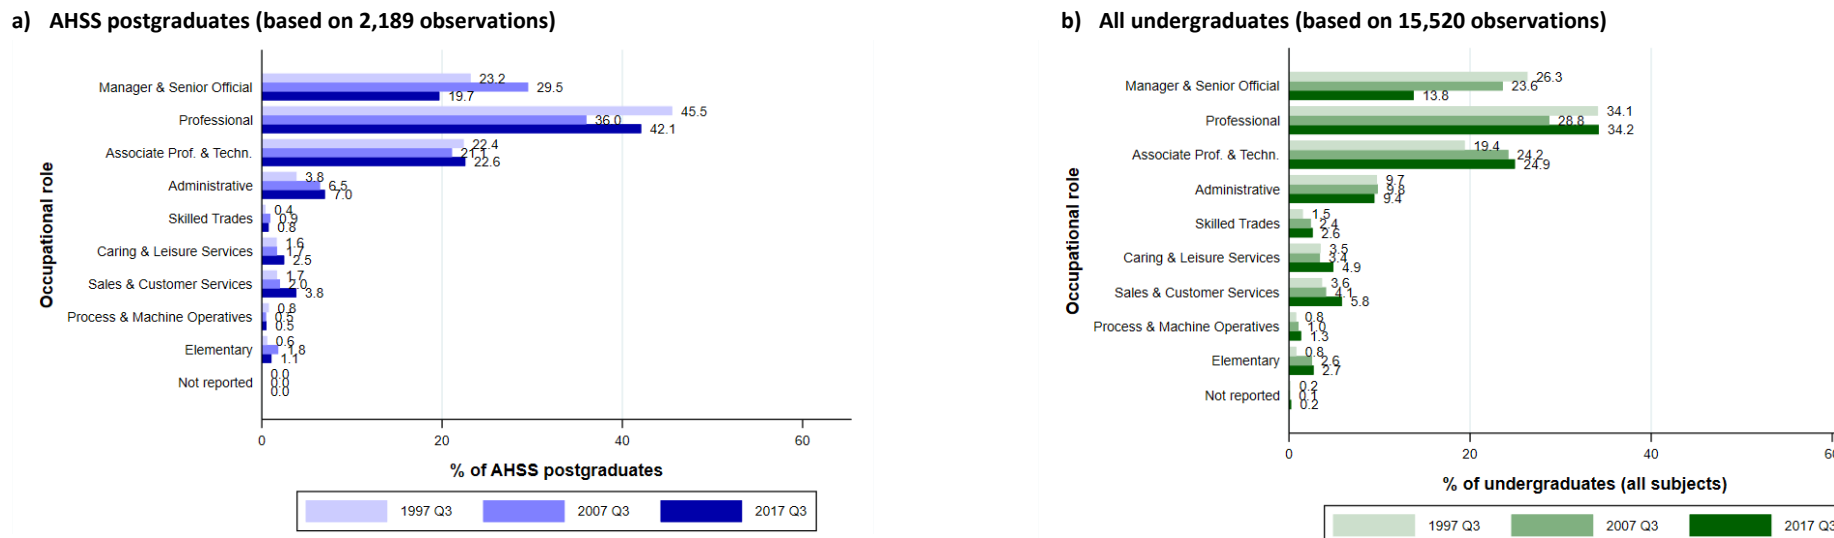 a) AHSS postgraduates (based on 2,189 observations)
Occupational role
Manager & Senior Official 23.2 29.5 19.7
Professional 45.5 36.0 42.1
Associate Prof. & Techn. 22.4 21.1 22.6
Administrative 3.8 6.5 7.0
Skilled Trades 0.4 0.9 0.8
Caring & Leisure Services 1.6 1.7 2.5
Sales & Customer Services 1.7 2.0 3.8
Process & Machine Operatives 0.8 0.5 0.5
Elementary 0.6 1.8 1.1
Not reported 0.0 0.0 0.0
0 20 40 60
% of AHSS postgraduates
1997 Q3 2007 Q3 2017 Q3
b) All undergraduates (based on 15,520 observations)
Occupational role
Manager & Senior Official 26.3 23.6 13.8
Professional 34.1 28.8 34.2
Associate Prof. & Techn. 19.4 24.2 24.9
Administrative 9.7 9.8 9.4
Skilled Trades 1.5 2.4 2.6
Caring & Leisure Services 3.5 3.4 4.9
Sales & Customer Services 3.6 4.1 5.8
Process & Machine Operatives 0.8 1.0 1.3
Elementary 0.8 2.6 2.7
Not reported 0.2 0.1 0.2
0 20 40 60
% of undergraduates (all subjects)
1997 Q3 2007 Q3 2017 Q3